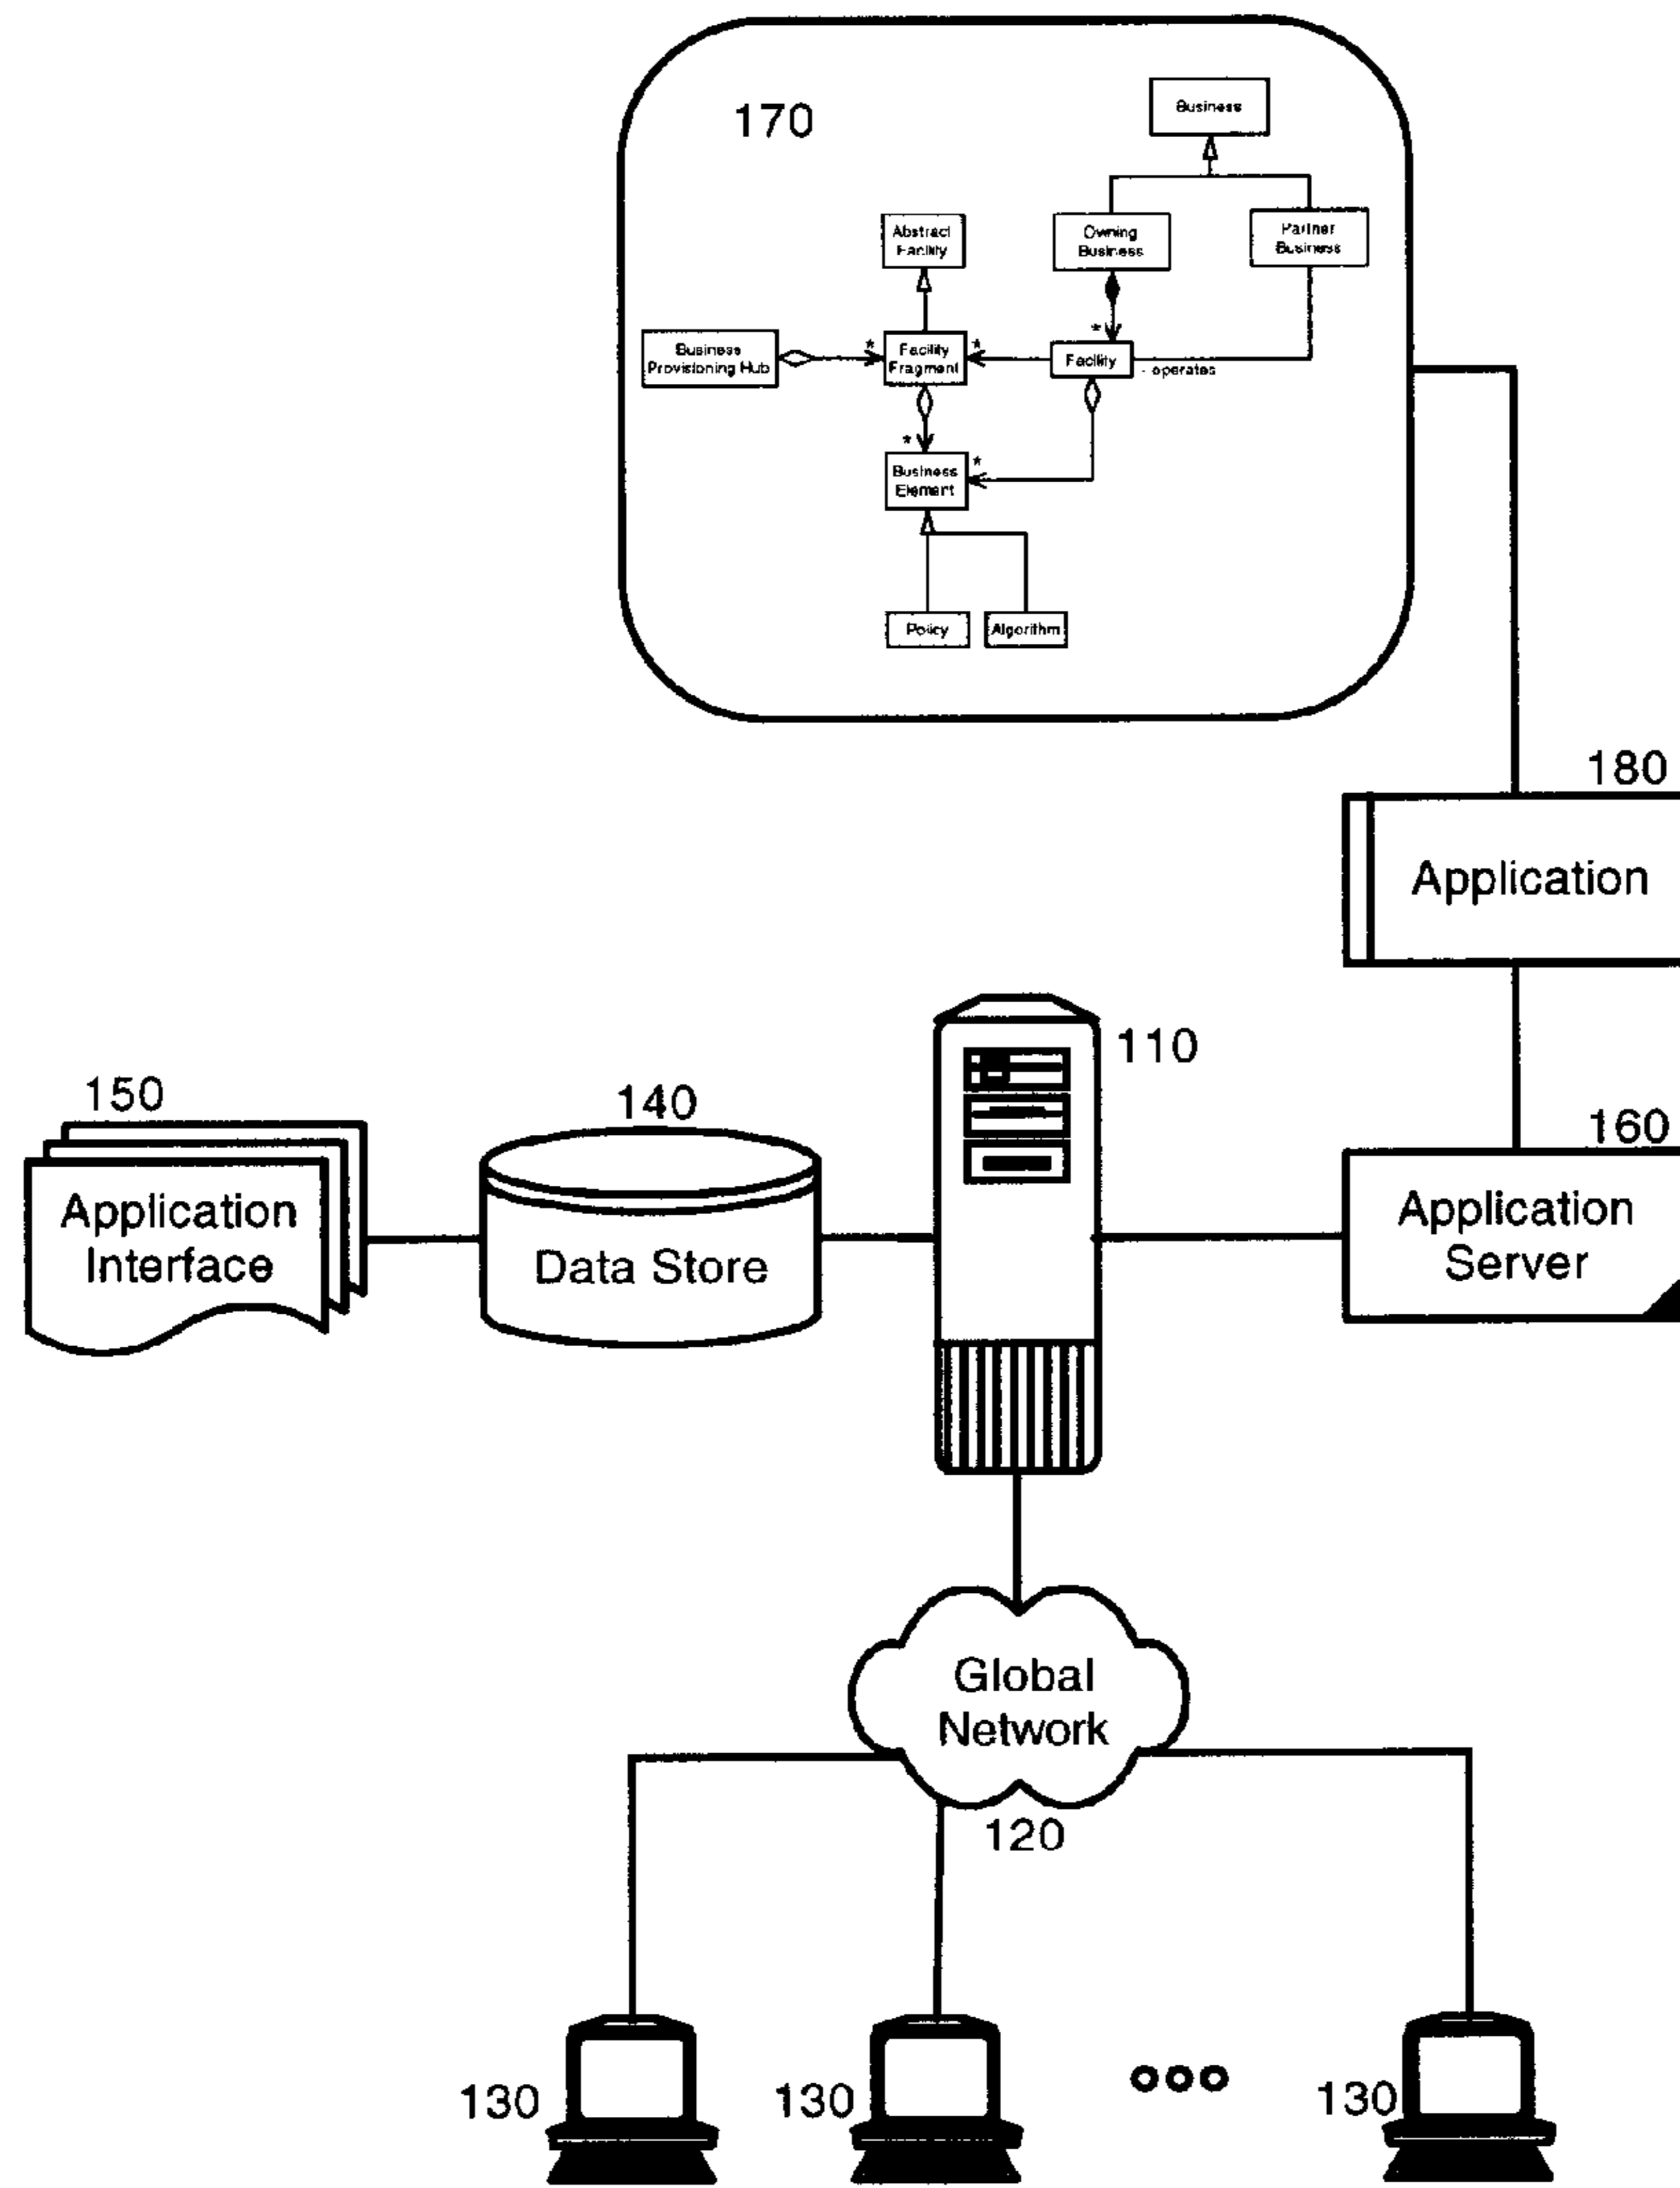 170
Business
Abstract
Facility
Owning
Business
Partner
Business
*
Business
Provisioning Hub
*
Facility
Fragment
*
Facility
- operates
*
Business
Element
*
Policy
Algorithm
180
Application
110
150
140
160
Application
Interface
Data Store
Application
Server
Global
Network
120
130
130
130